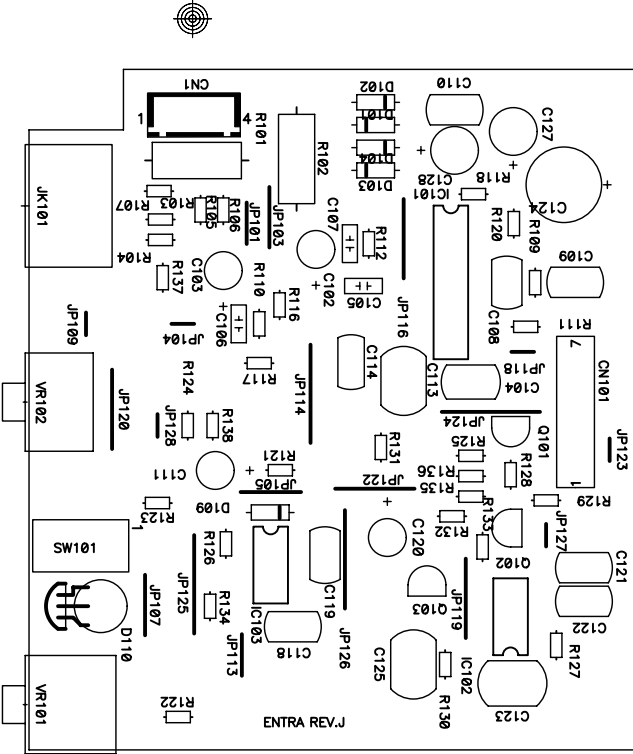 CN1
1
4
R101
R102
D102
D101
D104
D103
C110
C127
C128
R118
IC101
C124
JK101
R107
R103
R105
R106
JP101
JP103
C107
R112
R120
R109
R104
R137
C103
R110
R116
C102
C105
C109
JP109
JP104
C106
JP116
C108
R111
R117
C114
C113
JP118
C104
7
CN101
VR102
JP120
R124
JP128
R138
JP114
JP124
Q101
R131
R125
JP123
C111
R121
JP105
JP122
R136
R135
R128
1
R129
R123
D109
R133
R132
JP127
SW101
1
R126
C120
Q102
C121
JP107
JP125
R134
IC103
C119
Q103
JP119
C122
D110
JP113
C118
JP126
C125
IC102
R127
VR101
R122
ENTRA REV.J
R130
C123